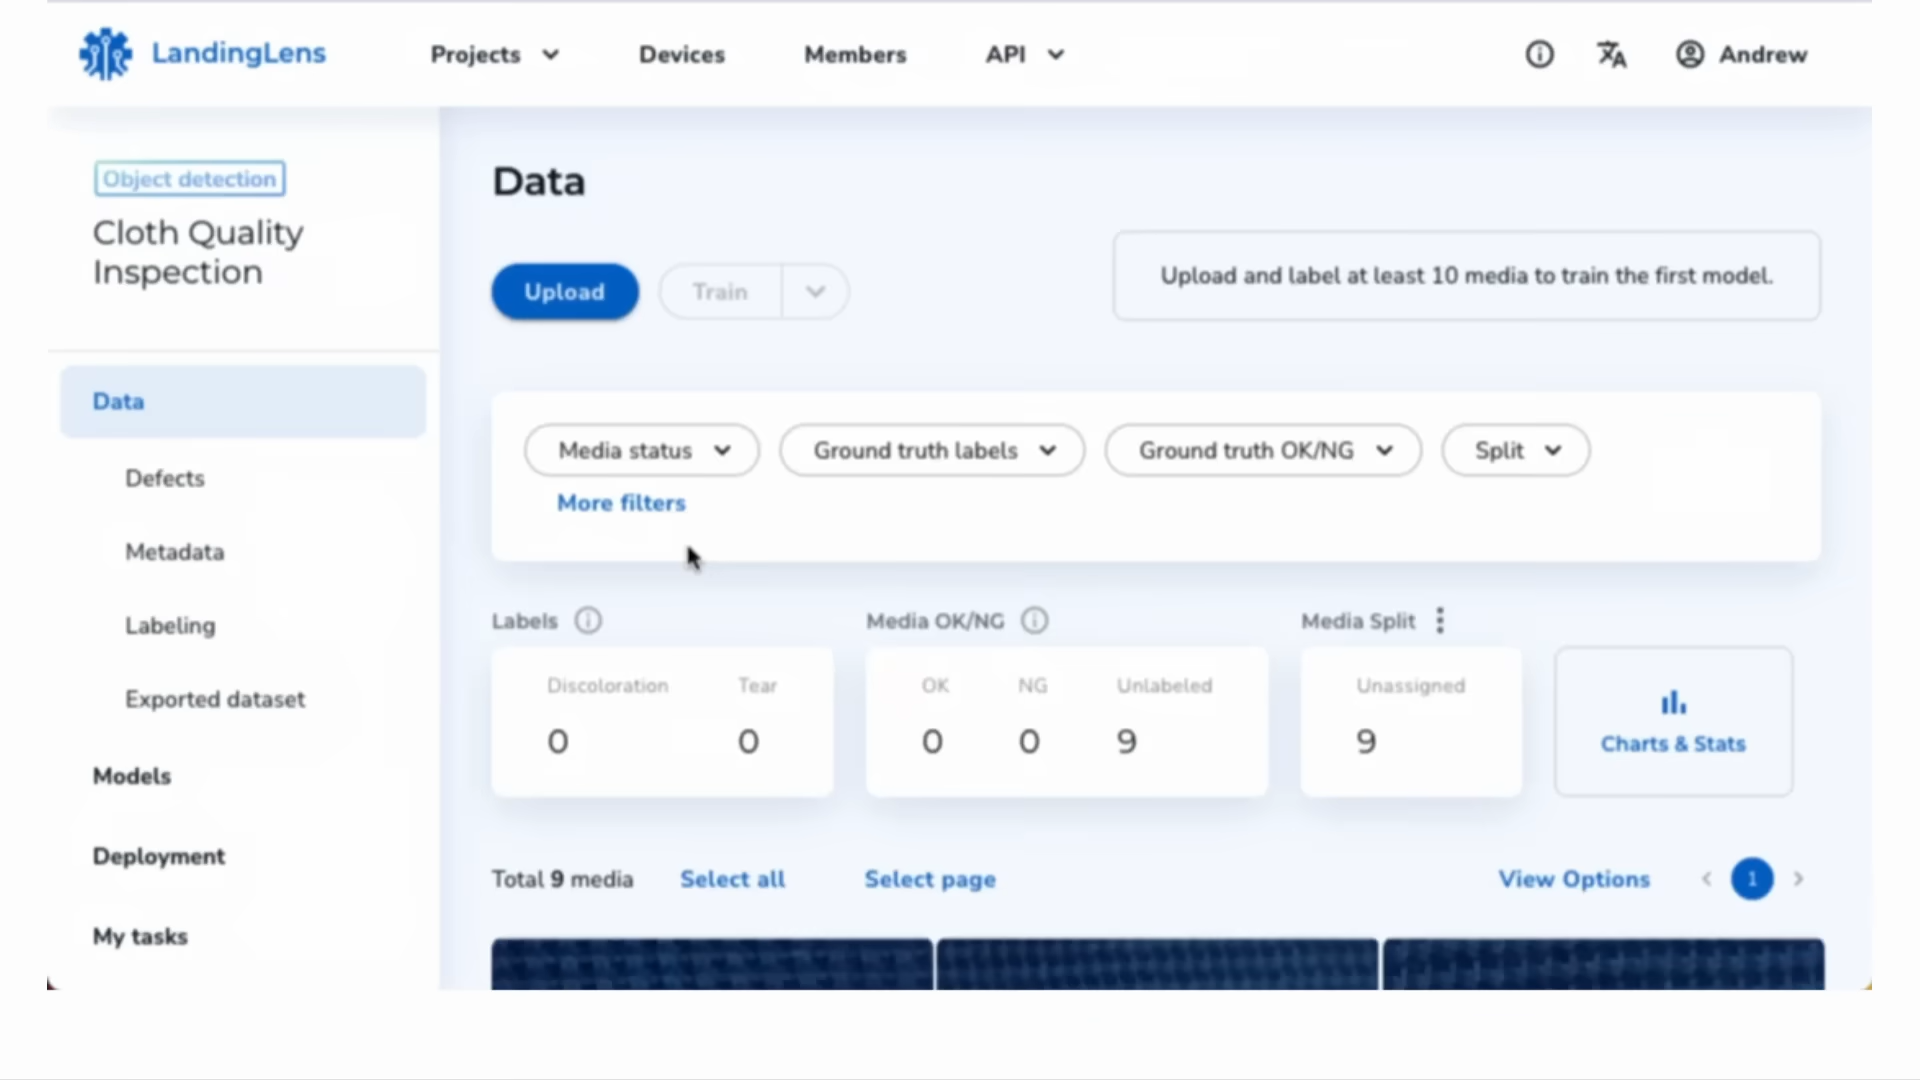 LandingLens
Projects
Devices
Members
API
Andrew
Object detection
Cloth Quality
Inspection
Data
Defects
Metadata
Labeling
Exported dataset
Models
Deployment
My tasks
Data
Upload
Train
Upload and label at least 10 media to train the first model.
Media status
Ground truth labels
Ground truth OK/NG
Split
More filters
Labels
Media OK/NG
Media Split
Discoloration
Tear
OK
NG
Unlabeled
Unassigned
0
0
0
0
9
9
Charts & Stats
Total 9 media
Select all
Select page
View Options
1